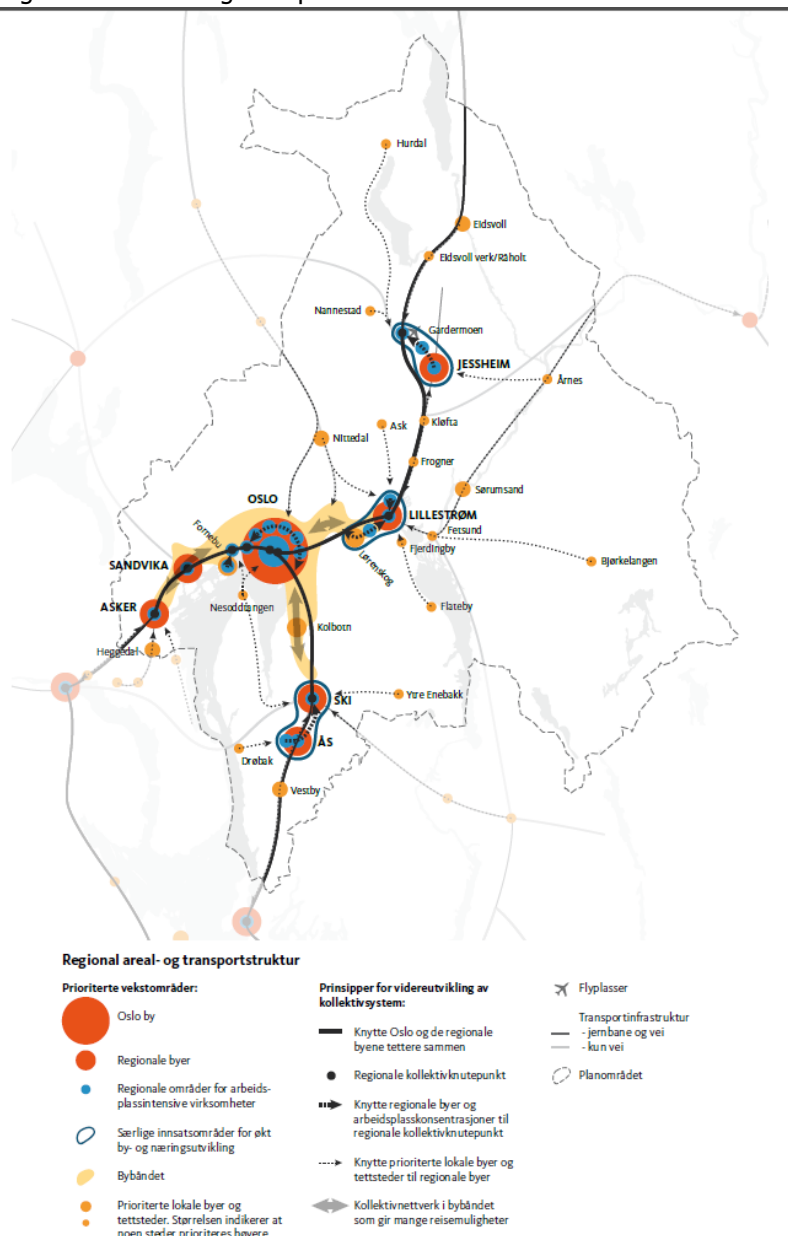 Hurdal
Eidsvoll
Eidsvoll verk/Råholt
Nannestad
Gardermoen
JESSHEIM
Årnes
Ask
Kløfta
Nittedal
Frogner
Sørumsand
OSLO
LILLESTRØM
Fetsund
Fornebu
Lørenskog
Fjerdingby
Bjørkelangen
SANDVIKA
ASKER
Nesoddtangen
Flateby
Kolbotn
Heggedal
Ytre Enebakk
SKI
ÅS
Drøbak
Vestby
Regional areal- og transportstruktur
Prioriterte vekstområder:
Oslo by
Regionale byer
Regionale områder for arbeids-
plassintensive virksomheter
Særlige innsatsområder for økt
by- og næringsutvikling
Bybåndet
Prioriterte lokale byer og
tettsteder. Størrelsen indikerer at
noen steder prioriteres høyere
Prinsipper for videreutvikling av
kollektivsystem:
Knytte Oslo og de regionale
byene tettere sammen
Regionale kollektivknutepunkt
Knytte regionale byer og
arbeidsplasskonsentrasjoner til
regionale kollektivknutepunkt
Knytte prioriterte lokale byer og
tettsteder til regionale byer
Kollektivnettverk i bybåndet
som gir mange reisemuligheter
Flyplasser
Transportinfrastruktur
- jernbane og vei
- kun vei
Planområdet